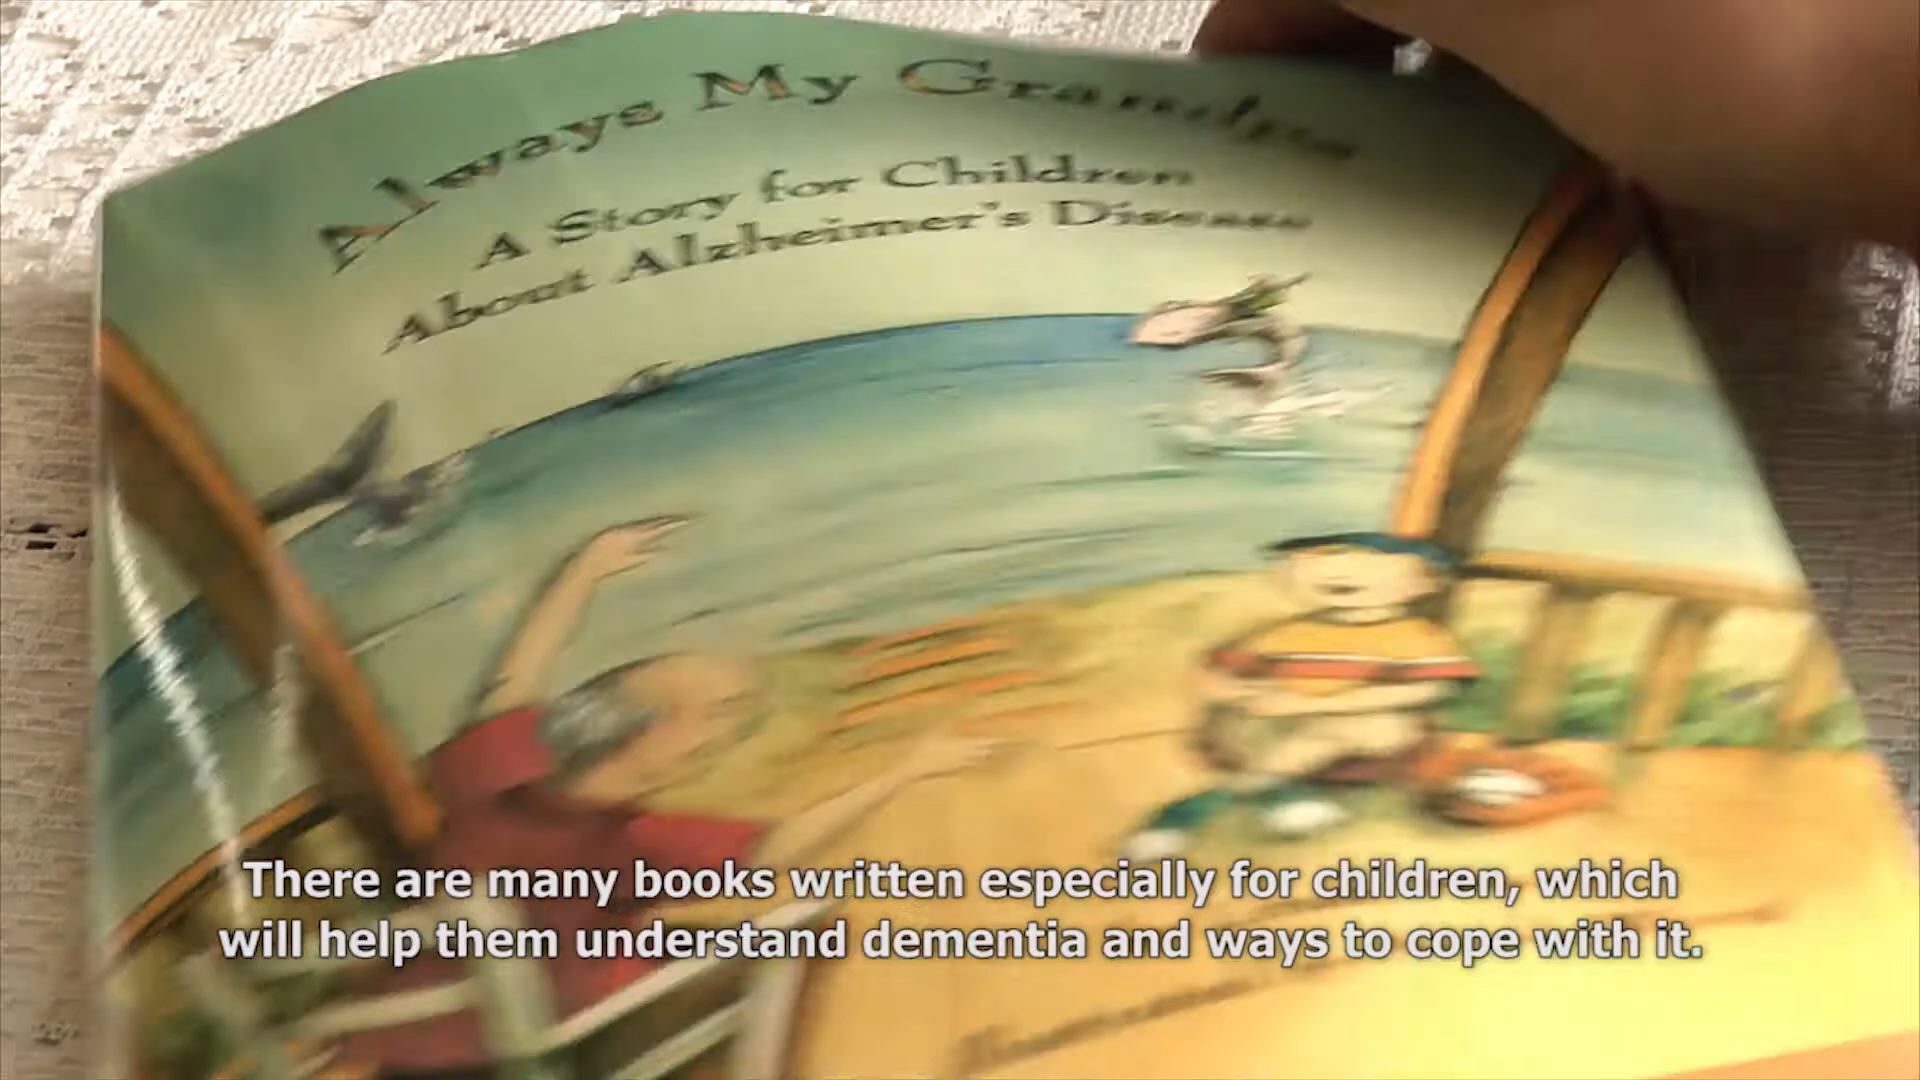 Always My Grandpa
A Story for Children
About Alzheimer's Disease
There are many books written especially for children, which
will help them understand dementia and ways to cope with it.